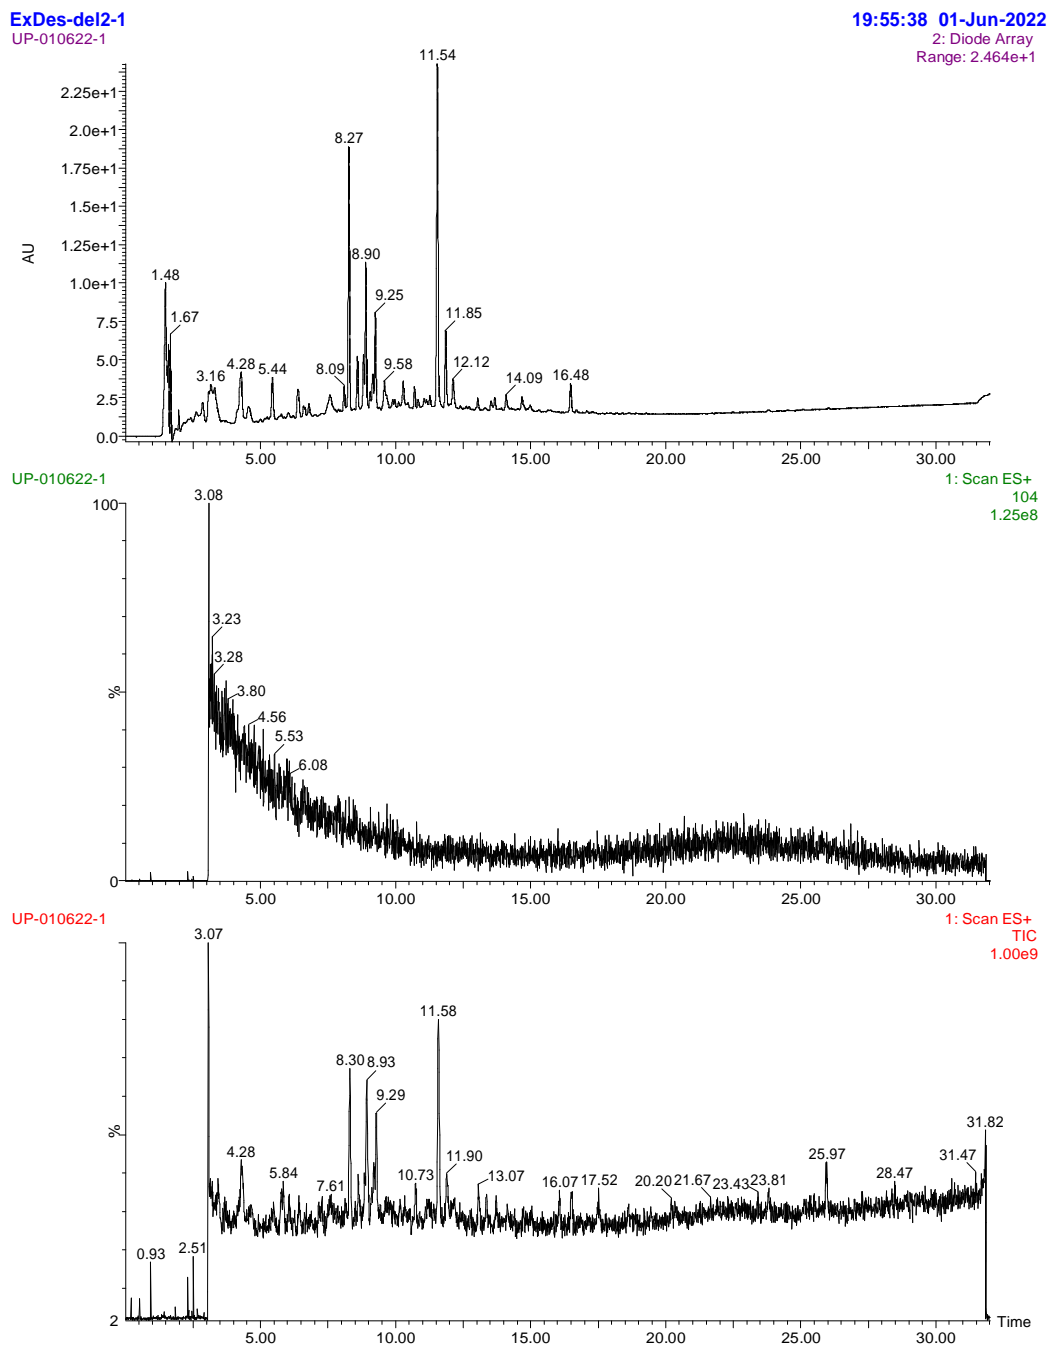 ExDes-del2-1 19:55:38 01-Jun-2022
UP-010622-1 2: Diode Array
Range: 2.464e+1
11.54
2.25e+1
2.0e+1
8.27
1.75e+1
1.5e+1
AU
1.25e+1
8.90
1.0e+1
1.48
9.25
7.5
1.67
11.85
5.0
3.16
4.28
5.44
8.09
9.58
12.12
14.09
16.48
2.5
0.0
5.00 10.00 15.00 20.00 25.00 30.00
UP-010622-1 1: Scan ES+
104
1.25e8
3.08
100
3.23
3.28
%
3.80
4.56
5.53
6.08
0
5.00 10.00 15.00 20.00 25.00 30.00
UP-010622-1 1: Scan ES+
TIC
1.00e9
3.07
11.58
8.30
8.93
9.29
%
31.82
4.28
5.84
7.61
10.73
11.90
13.07
16.07
17.52
20.20
21.67
23.43
23.81
25.97
28.47
31.47
0.93
2.51
2
Time
5.00 10.00 15.00 20.00 25.00 30.00